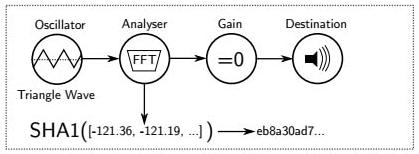 Oscillator Analyser Gain Destination
FFT =0
Triangle Wave
SHA1([-121.36, -121.19, ...]) eb8a30ad7...